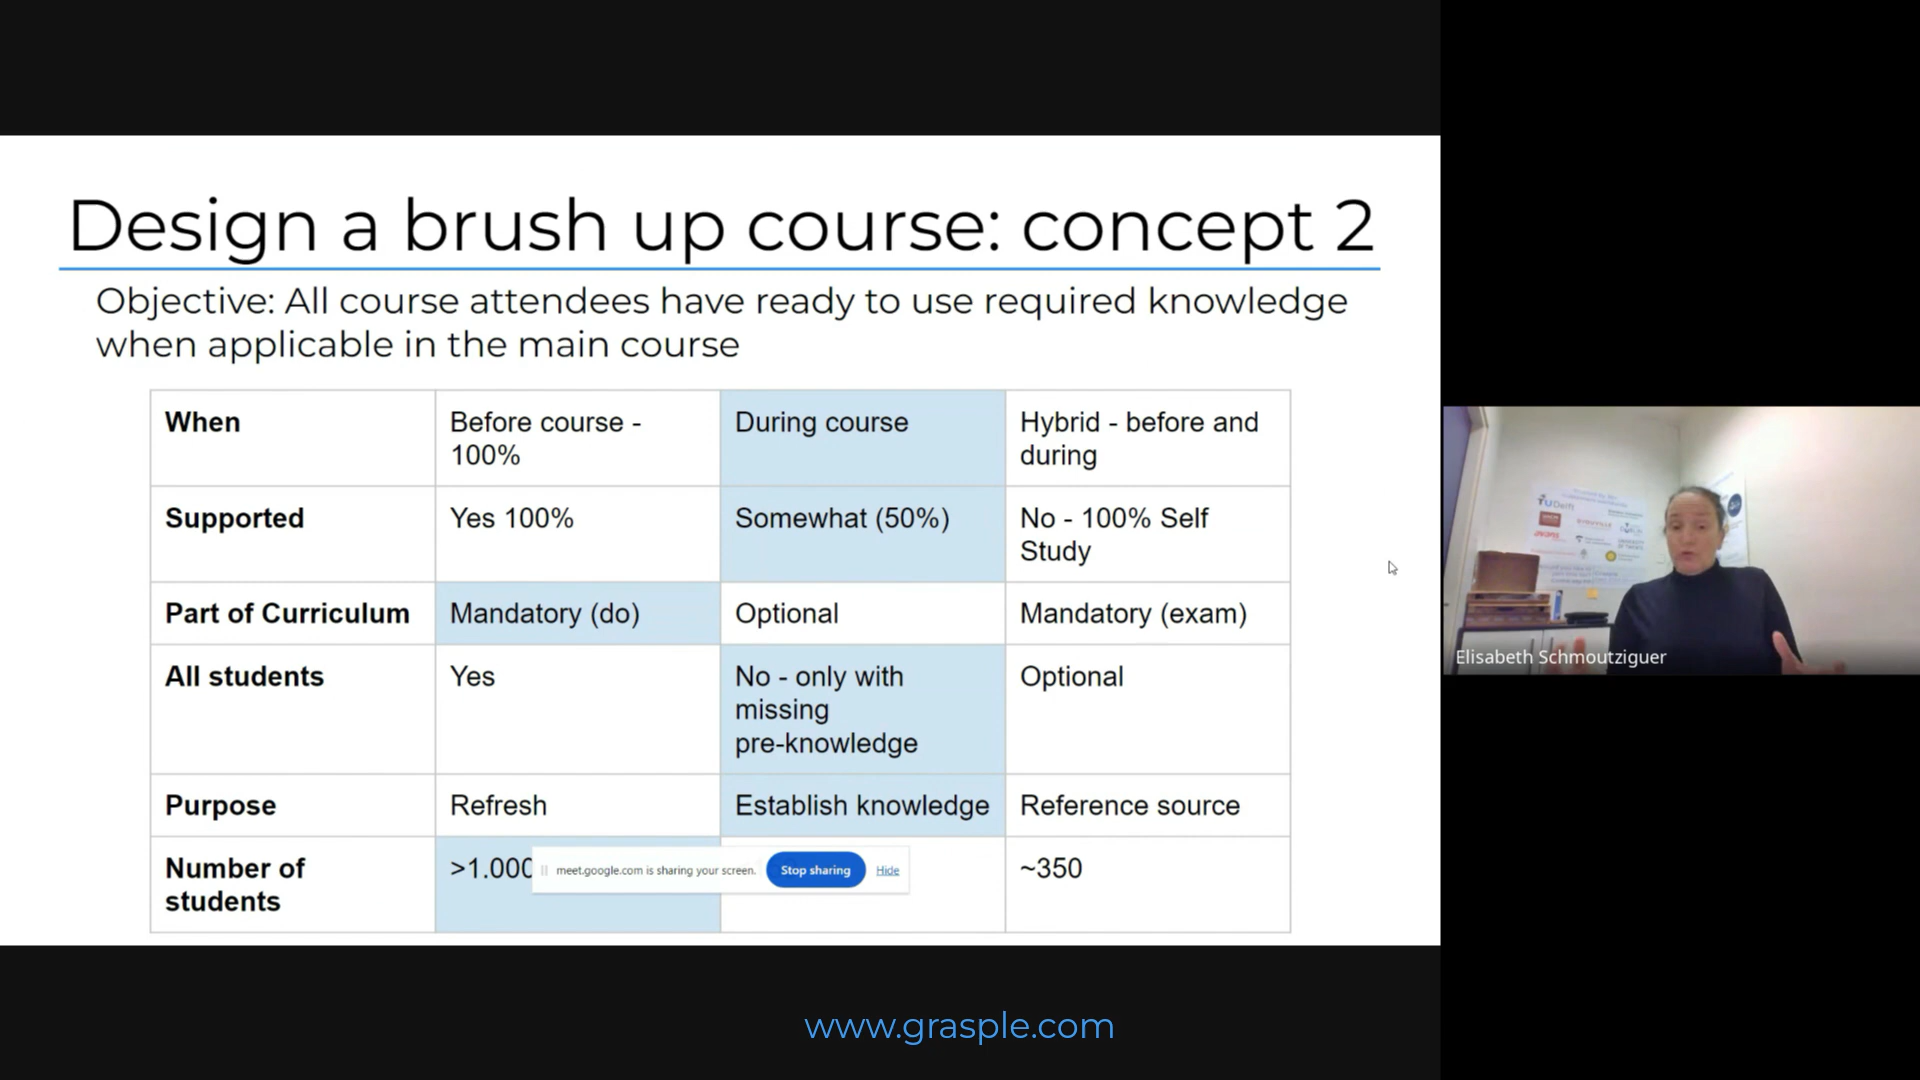 Design a brush up course: concept 2
Objective: All course attendees have ready to use required knowledge
when applicable in the main course
When
Before course -
100%
During course
Hybrid - before and
during
Supported
Yes 100%
Somewhat (50%)
No - 100% Self
Study
Part of Curriculum
Mandatory (do)
Optional
Mandatory (exam)
All students
Yes
No - only with
missing
pre-knowledge
Optional
Purpose
Refresh
Establish knowledge
Reference source
Number of
students
>1.000
~350
meet.google.com is sharing your screen.
Stop sharing
Hide
TUDelft
Elisabeth Schmoutziguer
www.grasple.com